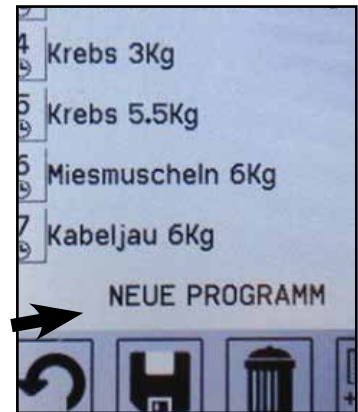 4 Krebs 3Kg
5 Krebs 5.5Kg
6 Miesmuscheln 6Kg
7 Kabeljau 6Kg
NEUE PROGRAMM